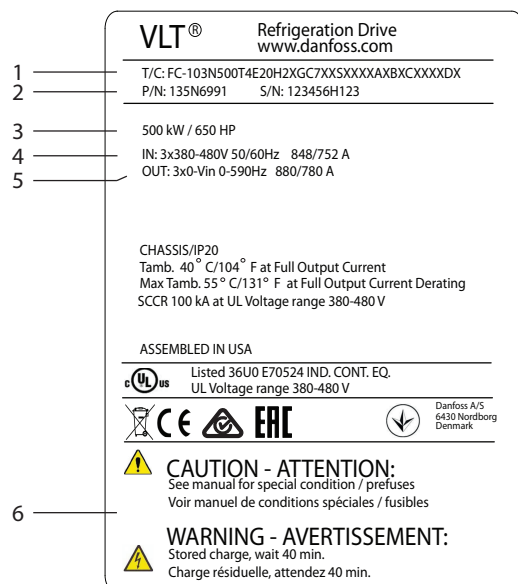 VLT® Refrigeration Drive
www.danfoss.com
1 T/C: FC-103N500T4E20H2XGC7XXSXXXXAXBXCXXXXDX
2 P/N: 135N6991 S/N: 123456H123
3 500 kW / 650 HP
4 IN: 3x380-480V 50/60Hz 848/752 A
5 OUT: 3x0-Vin 0-590Hz 880/780 A
CHASSIS/IP20
Tamb. 40° C/104° F at Full Output Current
Max Tamb. 55° C/131° F at Full Output Current Derating
SCCR 100 kA at UL Voltage range 380-480 V
ASSEMBLED IN USA
c UL us Listed 36U0 E70524 IND. CONT. EQ.
UL Voltage range 380-480 V
CE EAC Danfoss A/S
6430 Nordborg
Denmark
CAUTION - ATTENTION:
See manual for special condition / prefuses
Voir manuel de conditions spéciales / fusibles
6
WARNING - AVERTISSEMENT:
Stored charge, wait 40 min.
Charge résiduelle, attendez 40 min.